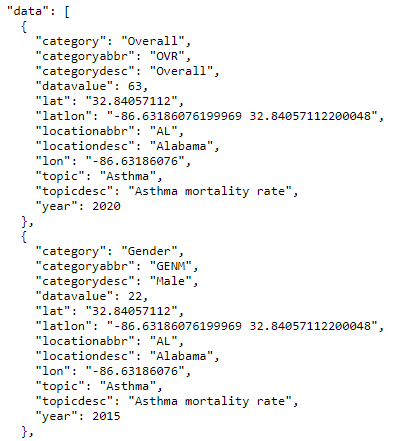 "data": [
{
"category": "Overall",
"categoryabbr": "OVR",
"categorydesc": "Overall",
"datavalue": 63,
"lat": "32.84057112",
"latlon": "-86.63186076199969 32.84057112200048",
"locationabbr": "AL",
"locationdesc": "Alabama",
"lon": "-86.63186076",
"topic": "Asthma",
"topicdesc": "Asthma mortality rate",
"year": 2020
},
{
"category": "Gender",
"categoryabbr": "GENM",
"categorydesc": "Male",
"datavalue": 22,
"lat": "32.84057112",
"latlon": "-86.63186076199969 32.84057112200048",
"locationabbr": "AL",
"locationdesc": "Alabama",
"lon": "-86.63186076",
"topic": "Asthma",
"topicdesc": "Asthma mortality rate",
"year": 2015
},